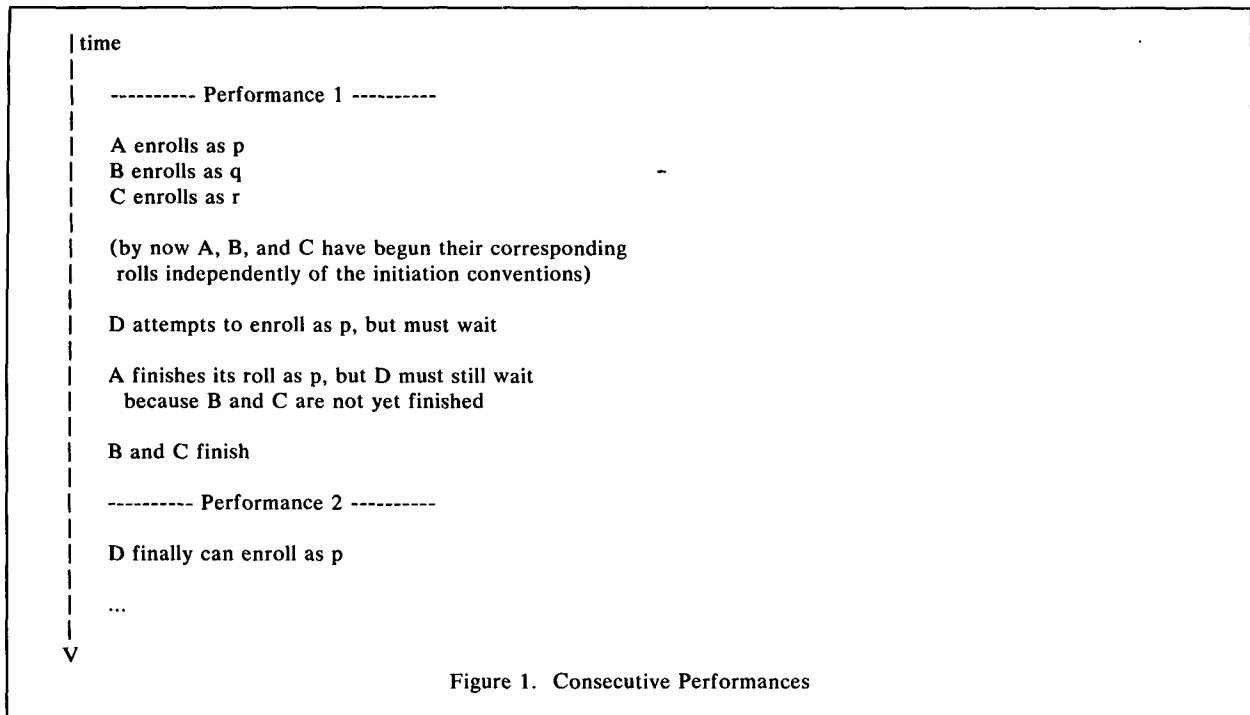 time
---------- Performance 1 ----------
A enrolls as p
B enrolls as q
C enrolls as r
(by now A, B, and C have begun their corresponding
rolls independently of the initiation conventions)
D attempts to enroll as p, but must wait
A finishes its roll as p, but D must still wait
because B and C are not yet finished
B and C finish
---------- Performance 2 ----------
D finally can enroll as p
...
V
Figure 1. Consecutive Performances